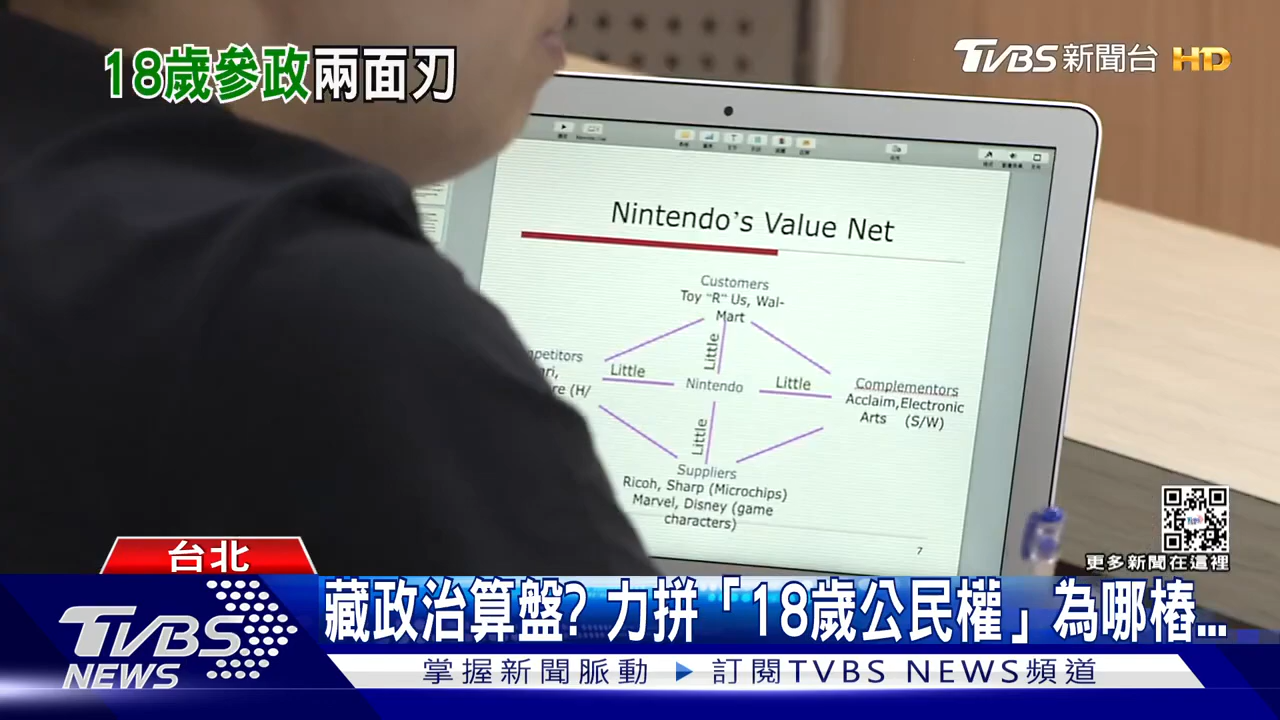 18歲參政兩面刃
TVBS新聞台 HD
Nintendo's Value Net
Customers
Toy "R" Us, Wal-
Mart
Little
petitors
Little
Nintendo
Little
Complementors
Acclaim,Electronic
Arts (S/W)
Little
Suppliers
Ricoh, Sharp (Microchips)
Marvel, Disney (game
characters)
7
更多新聞在這裡
台北
TVBS
NEWS
藏政治算盤? 力拼「18歲公民權」為哪樁...
掌握新聞脈動 ▶ 訂閱TVBS NEWS頻道